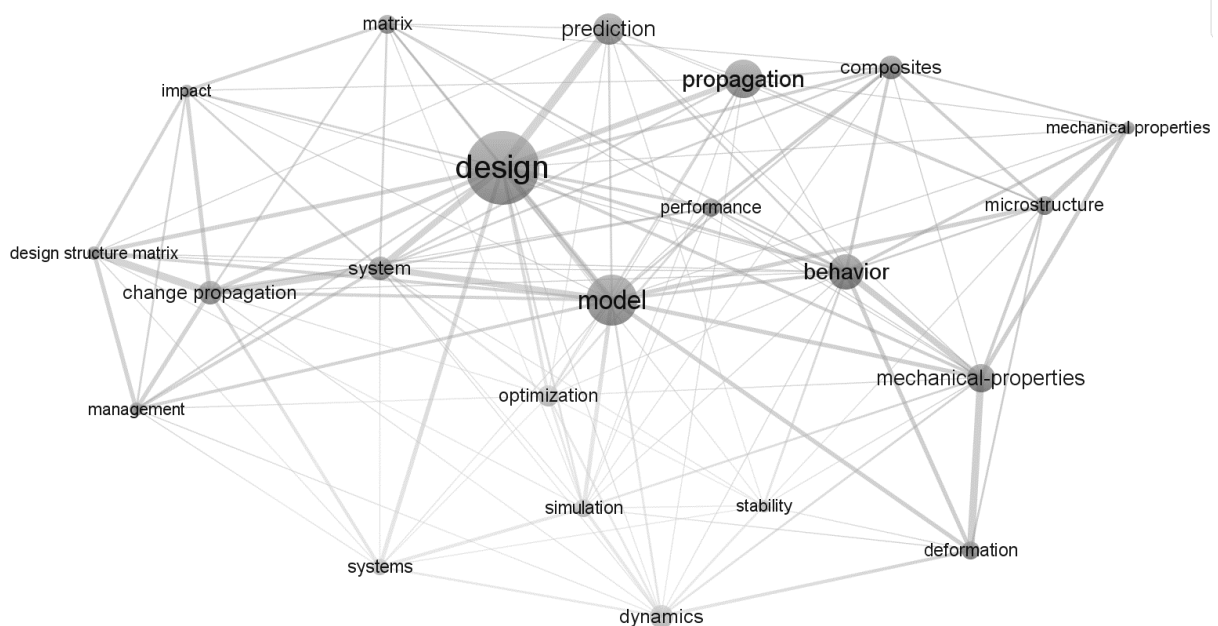 matrix
prediction
propagation
composites
impact
mechanical properties
design
performance
microstructure
design structure matrix
system
behavior
change propagation
model
mechanical-properties
optimization
management
simulation
stability
deformation
systems
dynamics